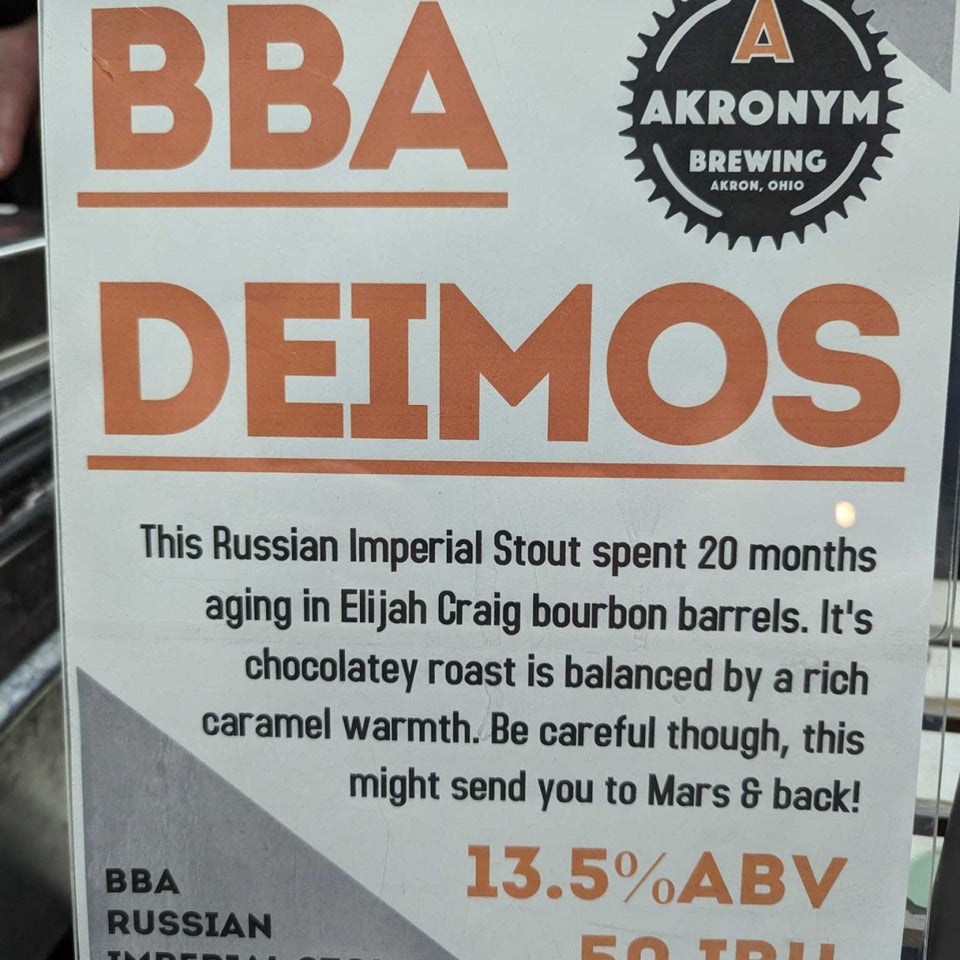 BBA
A
AKRONYM
BREWING
AKRON, OHIO
DEIMOS
This Russian Imperial Stout spent 20 months
aging in Elijah Craig bourbon barrels. It's
chocolatey roast is balanced by a rich
caramel warmth. Be careful though, this
might send you to Mars & back!
13.5%ABV
BBA
RUSSIAN
IMPERIAL
IBU